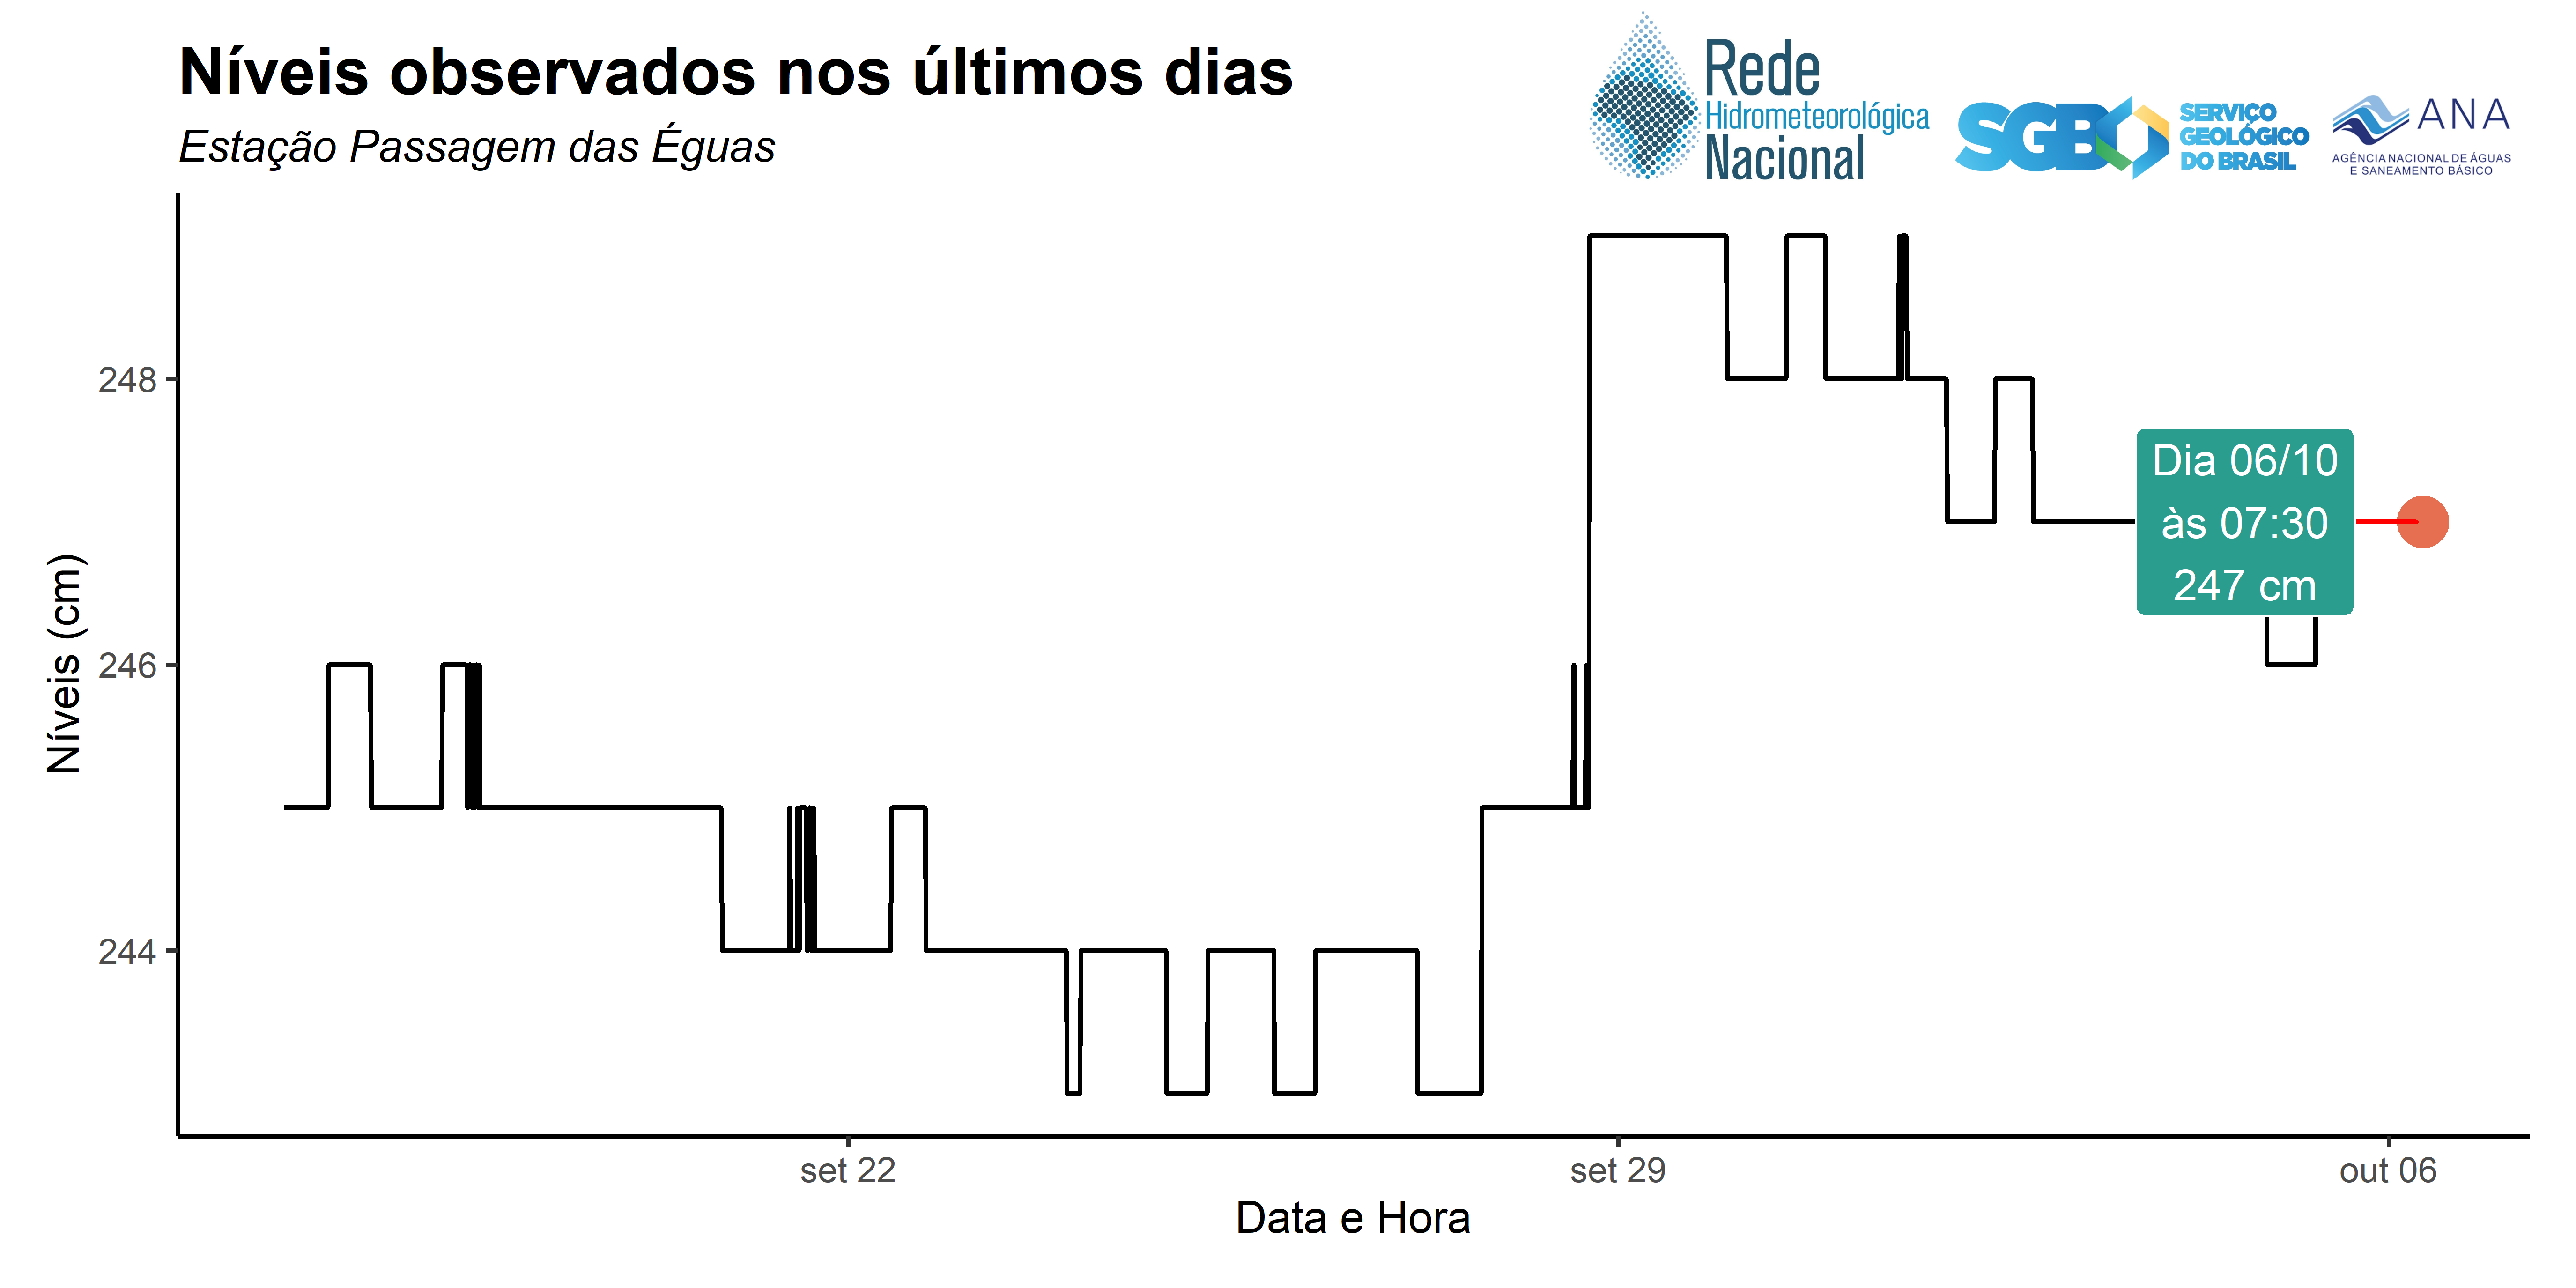 Níveis observados nos últimos dias
Estação Passagem das Éguas
Rede
Hidrometeorológica
Nacional
SGB
SERVIÇO
GEOLÓGICO
DO BRASIL
ANA
AGÊNCIA NACIONAL DE ÁGUAS
E SANEAMENTO BÁSICO
Níveis (cm)
248
246
244
Dia 06/10
às 07:30
247 cm
set 22
set 29
out 06
Data e Hora